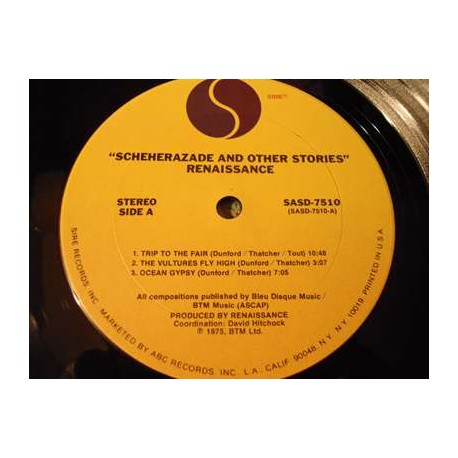 SIRE™
"SCHEHERAZADE AND OTHER STORIES"
RENAISSANCE
STEREO
SIDE A
SASD-7510
(SASD-7510-A)
1. TRIP TO THE FAIR (Dunford / Thatcher / Tout) 10:48
2. THE VULTURES FLY HIGH (Dunford / Thatcher) 3:07
3. OCEAN GYPSY (Dunford / Thatcher) 7:05
All compositions published by Bleu Disque Music /
BTM Music (ASCAP)
PRODUCED BY RENAISSANCE
Coordination: David Hitchcock
℗ 1975, BTM Ltd.
SIRE RECORDS, INC. MARKETED BY ABC RECORDS, INC. L.A., CALIF. 90048, N.Y., N.Y. 10019. PRINTED IN U.S.A.